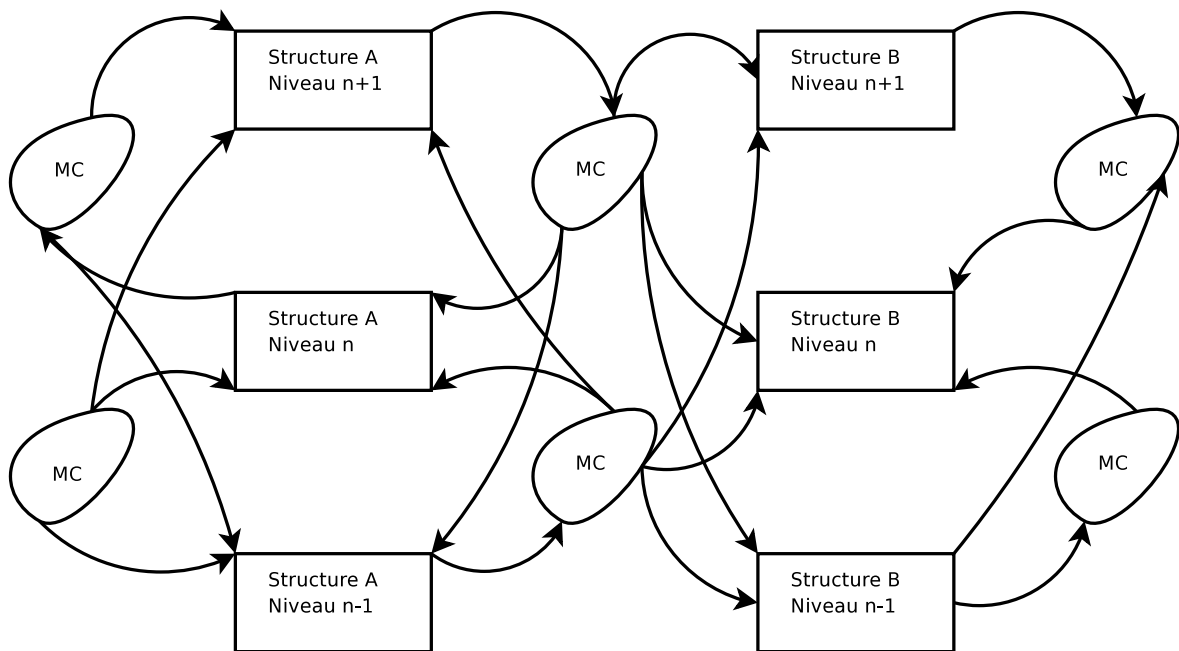 Structure A
Niveau n+1
Structure B
Niveau n+1
MC
MC
MC
Structure A
Niveau n
Structure B
Niveau n
MC
MC
MC
Structure A
Niveau n-1
Structure B
Niveau n-1